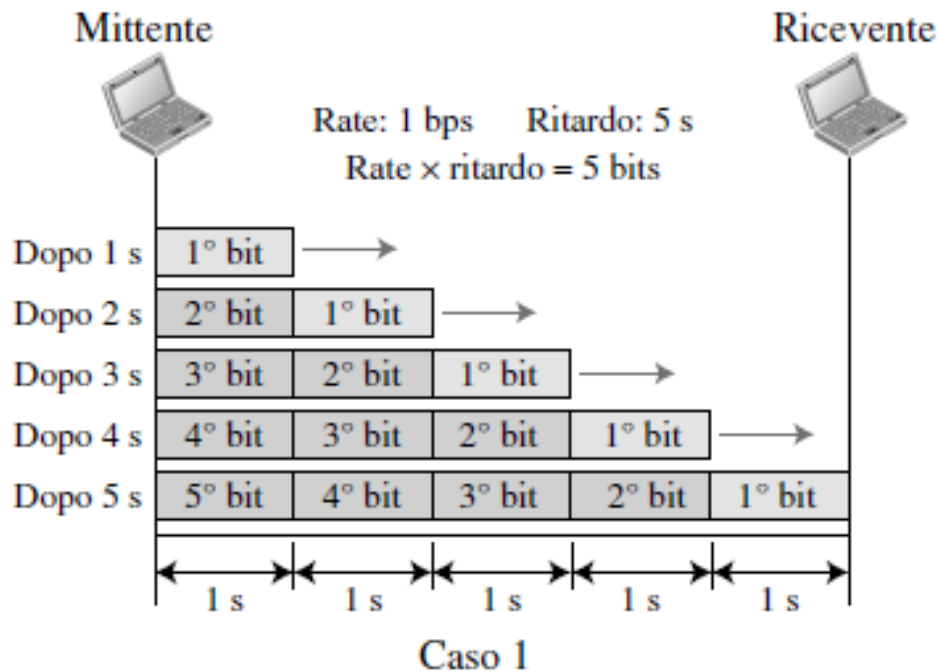 Mittente Ricevente
Rate: 1 bps Ritardo: 5 s
Rate × ritardo = 5 bits
Dopo 1 s 1° bit
Dopo 2 s 2° bit 1° bit
Dopo 3 s 3° bit 2° bit 1° bit
Dopo 4 s 4° bit 3° bit 2° bit 1° bit
Dopo 5 s 5° bit 4° bit 3° bit 2° bit 1° bit
1 s 1 s 1 s 1 s 1 s
Caso 1